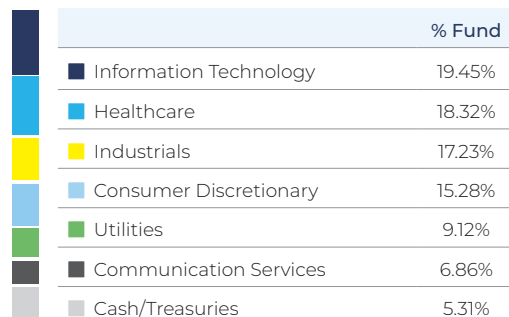 % Fund
Information Technology 19.45%
Healthcare 18.32%
Industrials 17.23%
Consumer Discretionary 15.28%
Utilities 9.12%
Communication Services 6.86%
Cash/Treasuries 5.31%